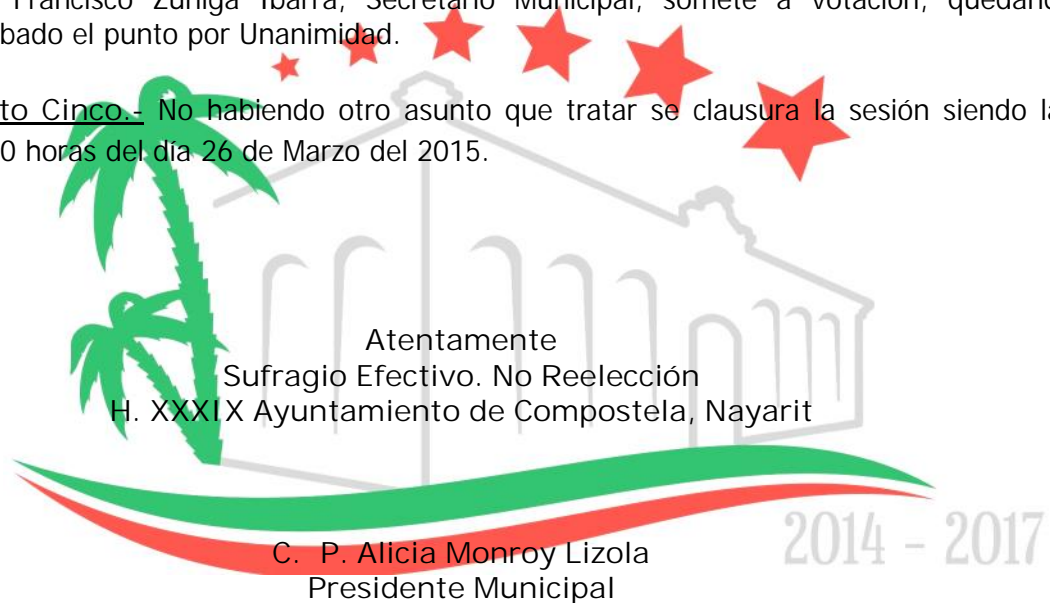 Francisco Zúñiga Ibarra, Secretario Municipal, somete a votación, quedando
bado el punto por Unanimidad.
to Cinco.- No habiendo otro asunto que tratar se clausura la sesión siendo la
0 horas del día 26 de Marzo del 2015.
Atentamente
Sufragio Efectivo. No Reelección
H. XXXIX Ayuntamiento de Compostela, Nayarit
2014 - 2017
C. P. Alicia Monroy Lizola
Presidente Municipal